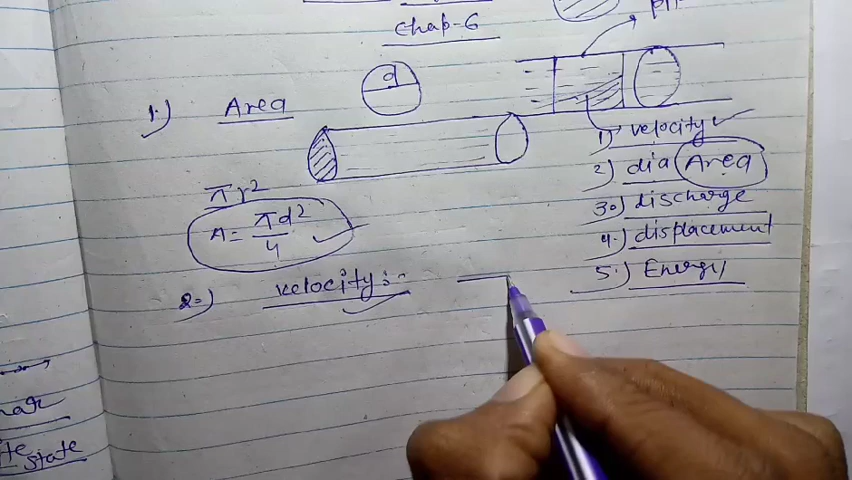 Chap-6
1.) Area
d
πr²
A = πd²/4
2.) velocity :-
1) velocity
2) dia Area
3.) discharge
4.) displacement
5.) Energy
state